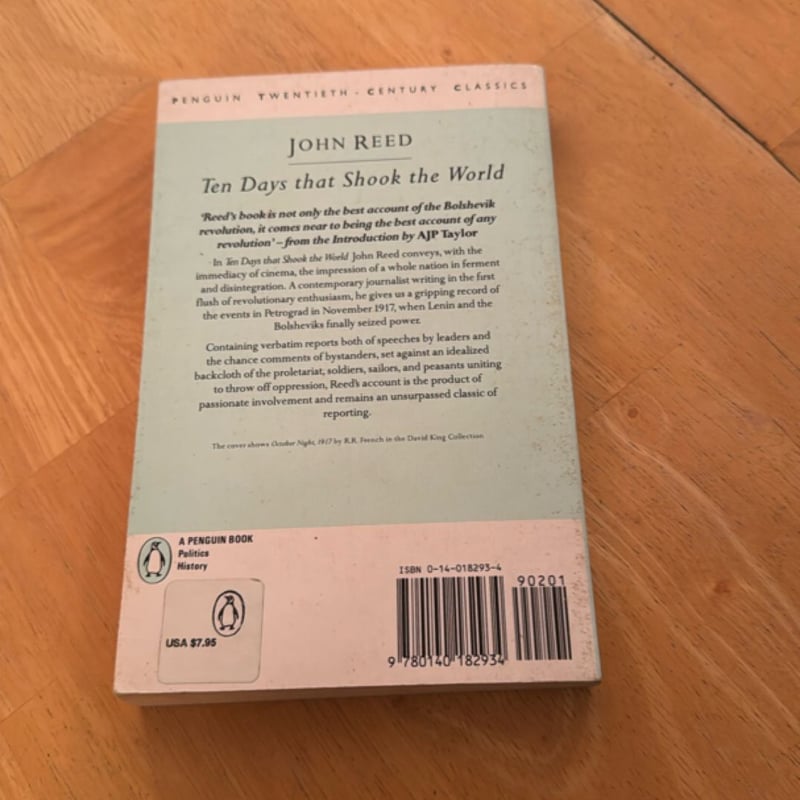 PENGUIN TWENTIETH-CENTURY CLASSICS
JOHN REED
Ten Days that Shook the World
'Reed's book is not only the best account of the Bolshevik
revolution, it comes near to being the best account of any
revolution' – from the Introduction by AJP Taylor
In Ten Days that Shook the World John Reed conveys, with the
immediacy of cinema, the impression of a whole nation in ferment
and disintegration. A contemporary journalist writing in the first
flush of revolutionary enthusiasm, he gives us a gripping record of
the events in Petrograd in November 1917, when Lenin and the
Bolsheviks finally seized power.
Containing verbatim reports both of speeches by leaders and
the chance comments of bystanders, set against an idealized
backcloth of the proletariat, soldiers, sailors, and peasants uniting
to throw off oppression, Reed's account is the product of
passionate involvement and remains an unsurpassed classic of
reporting.
The cover shows October Night, 1917 by R.R. French in the David King Collection
A PENGUIN BOOK
Politics
History
USA $7.95
ISBN 0-14-018293-4
90201
9 780140 182934